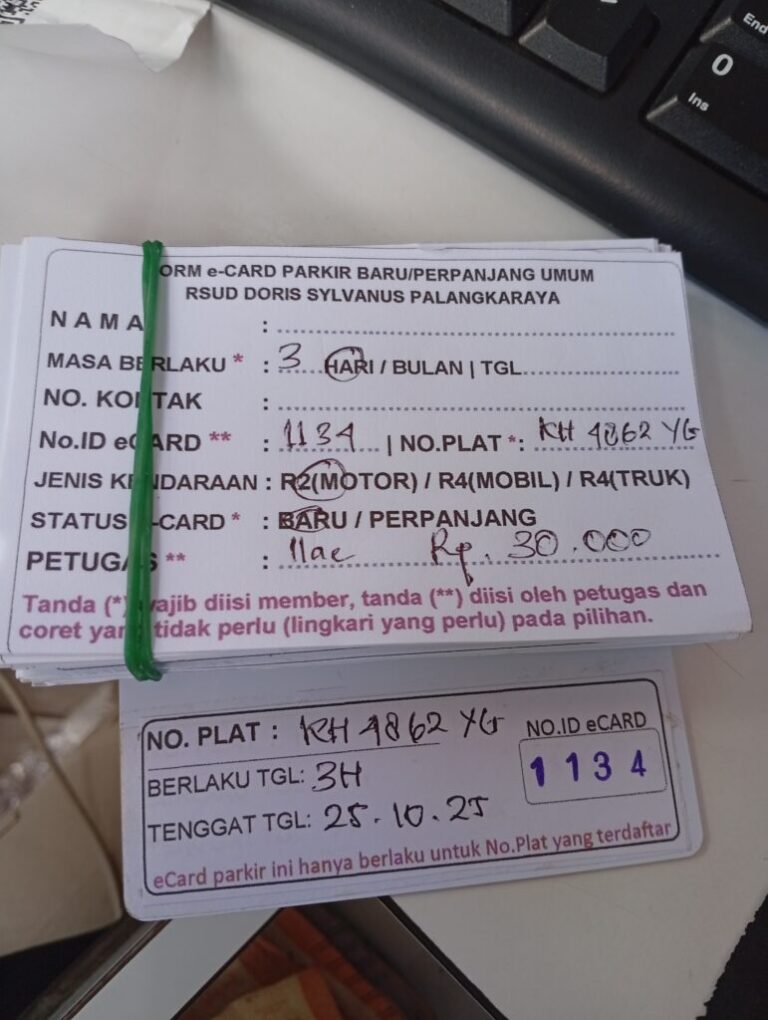 End
0
Ins
ORM e-CARD PARKIR BARU/PERPANJANG UMUM
RSUD DORIS SYLVANUS PALANGKARAYA
NAMA : ....................
MASA BERLAKU * : 3 HARI / BULAN | TGL....................
NO. KONTAK : ....................
No.ID eCARD ** : 1134 | NO.PLAT *: KH 4862 YG
JENIS KENDARAAN : R2(MOTOR) / R4(MOBIL) / R4(TRUK)
STATUS -CARD * : BARU / PERPANJANG
PETUGAS ** : Rp. 30.000
Tanda (*) wajib diisi member, tanda (**) diisi oleh petugas dan
coret yan tidak perlu (lingkari yang perlu) pada pilihan.
NO. PLAT : KH 4862 YG
NO.ID eCARD
1134
BERLAKU TGL: 3H
TENGGAT TGL: 25.10.25
eCard parkir ini hanya berlaku untuk No.Plat yang terdaftar